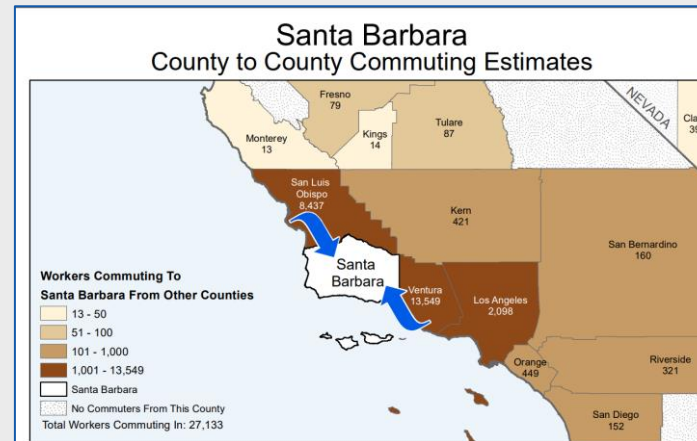 Santa Barbara
County to County Commuting Estimates
Fresno
79
NEVADA
Monterey
13
Kings
14
Tulare
87
San Luis
Obispo
8,437
Kern
421
San Bernardino
160
Santa
Barbara
Ventura
13,549
Los Angeles
2,098
Orange
449
Riverside
321
San Diego
152
Workers Commuting To
Santa Barbara From Other Counties
13 - 50
51 - 100
101 - 1,000
1,001 - 13,549
Santa Barbara
No Commuters From This County
Total Workers Commuting In: 27,133